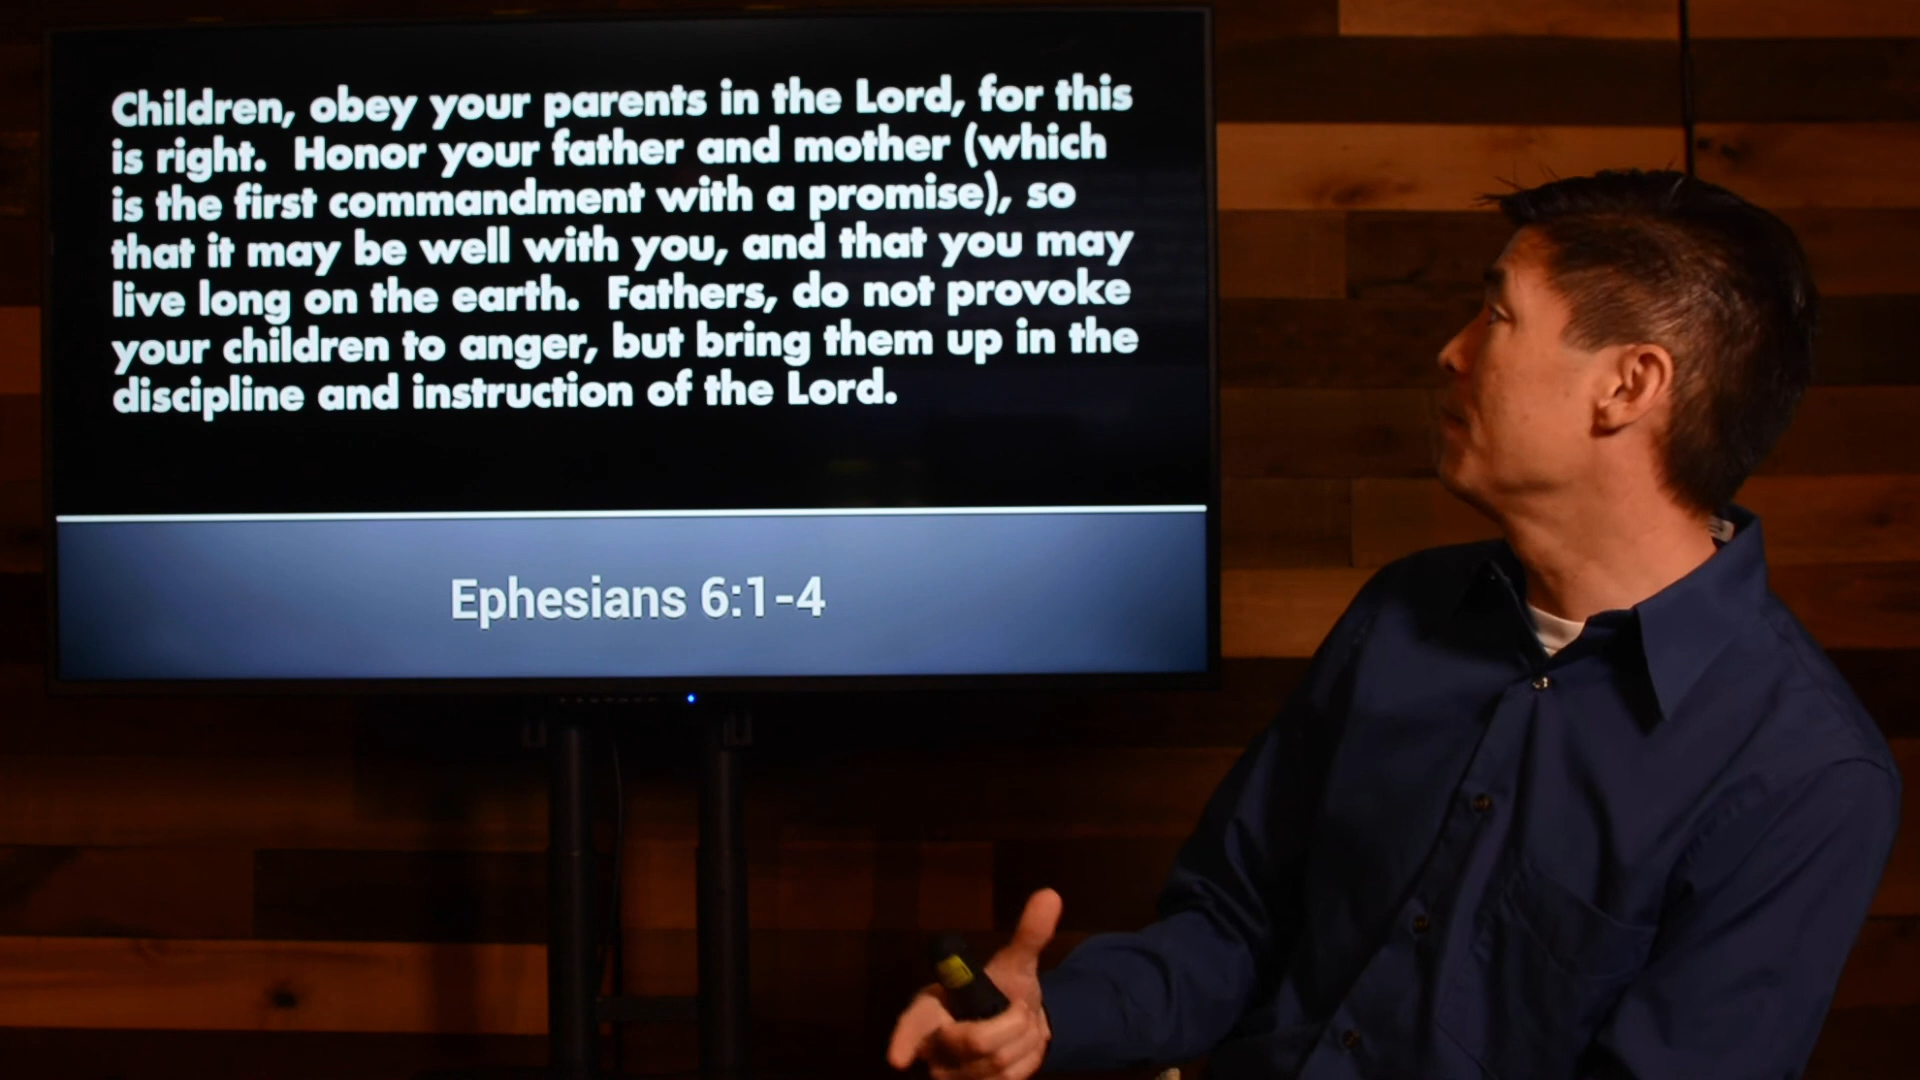 Children, obey your parents in the Lord, for this
is right.  Honor your father and mother (which
is the first commandment with a promise), so
that it may be well with you, and that you may
live long on the earth.  Fathers, do not provoke
your children to anger, but bring them up in the
discipline and instruction of the Lord.
Ephesians 6:1-4